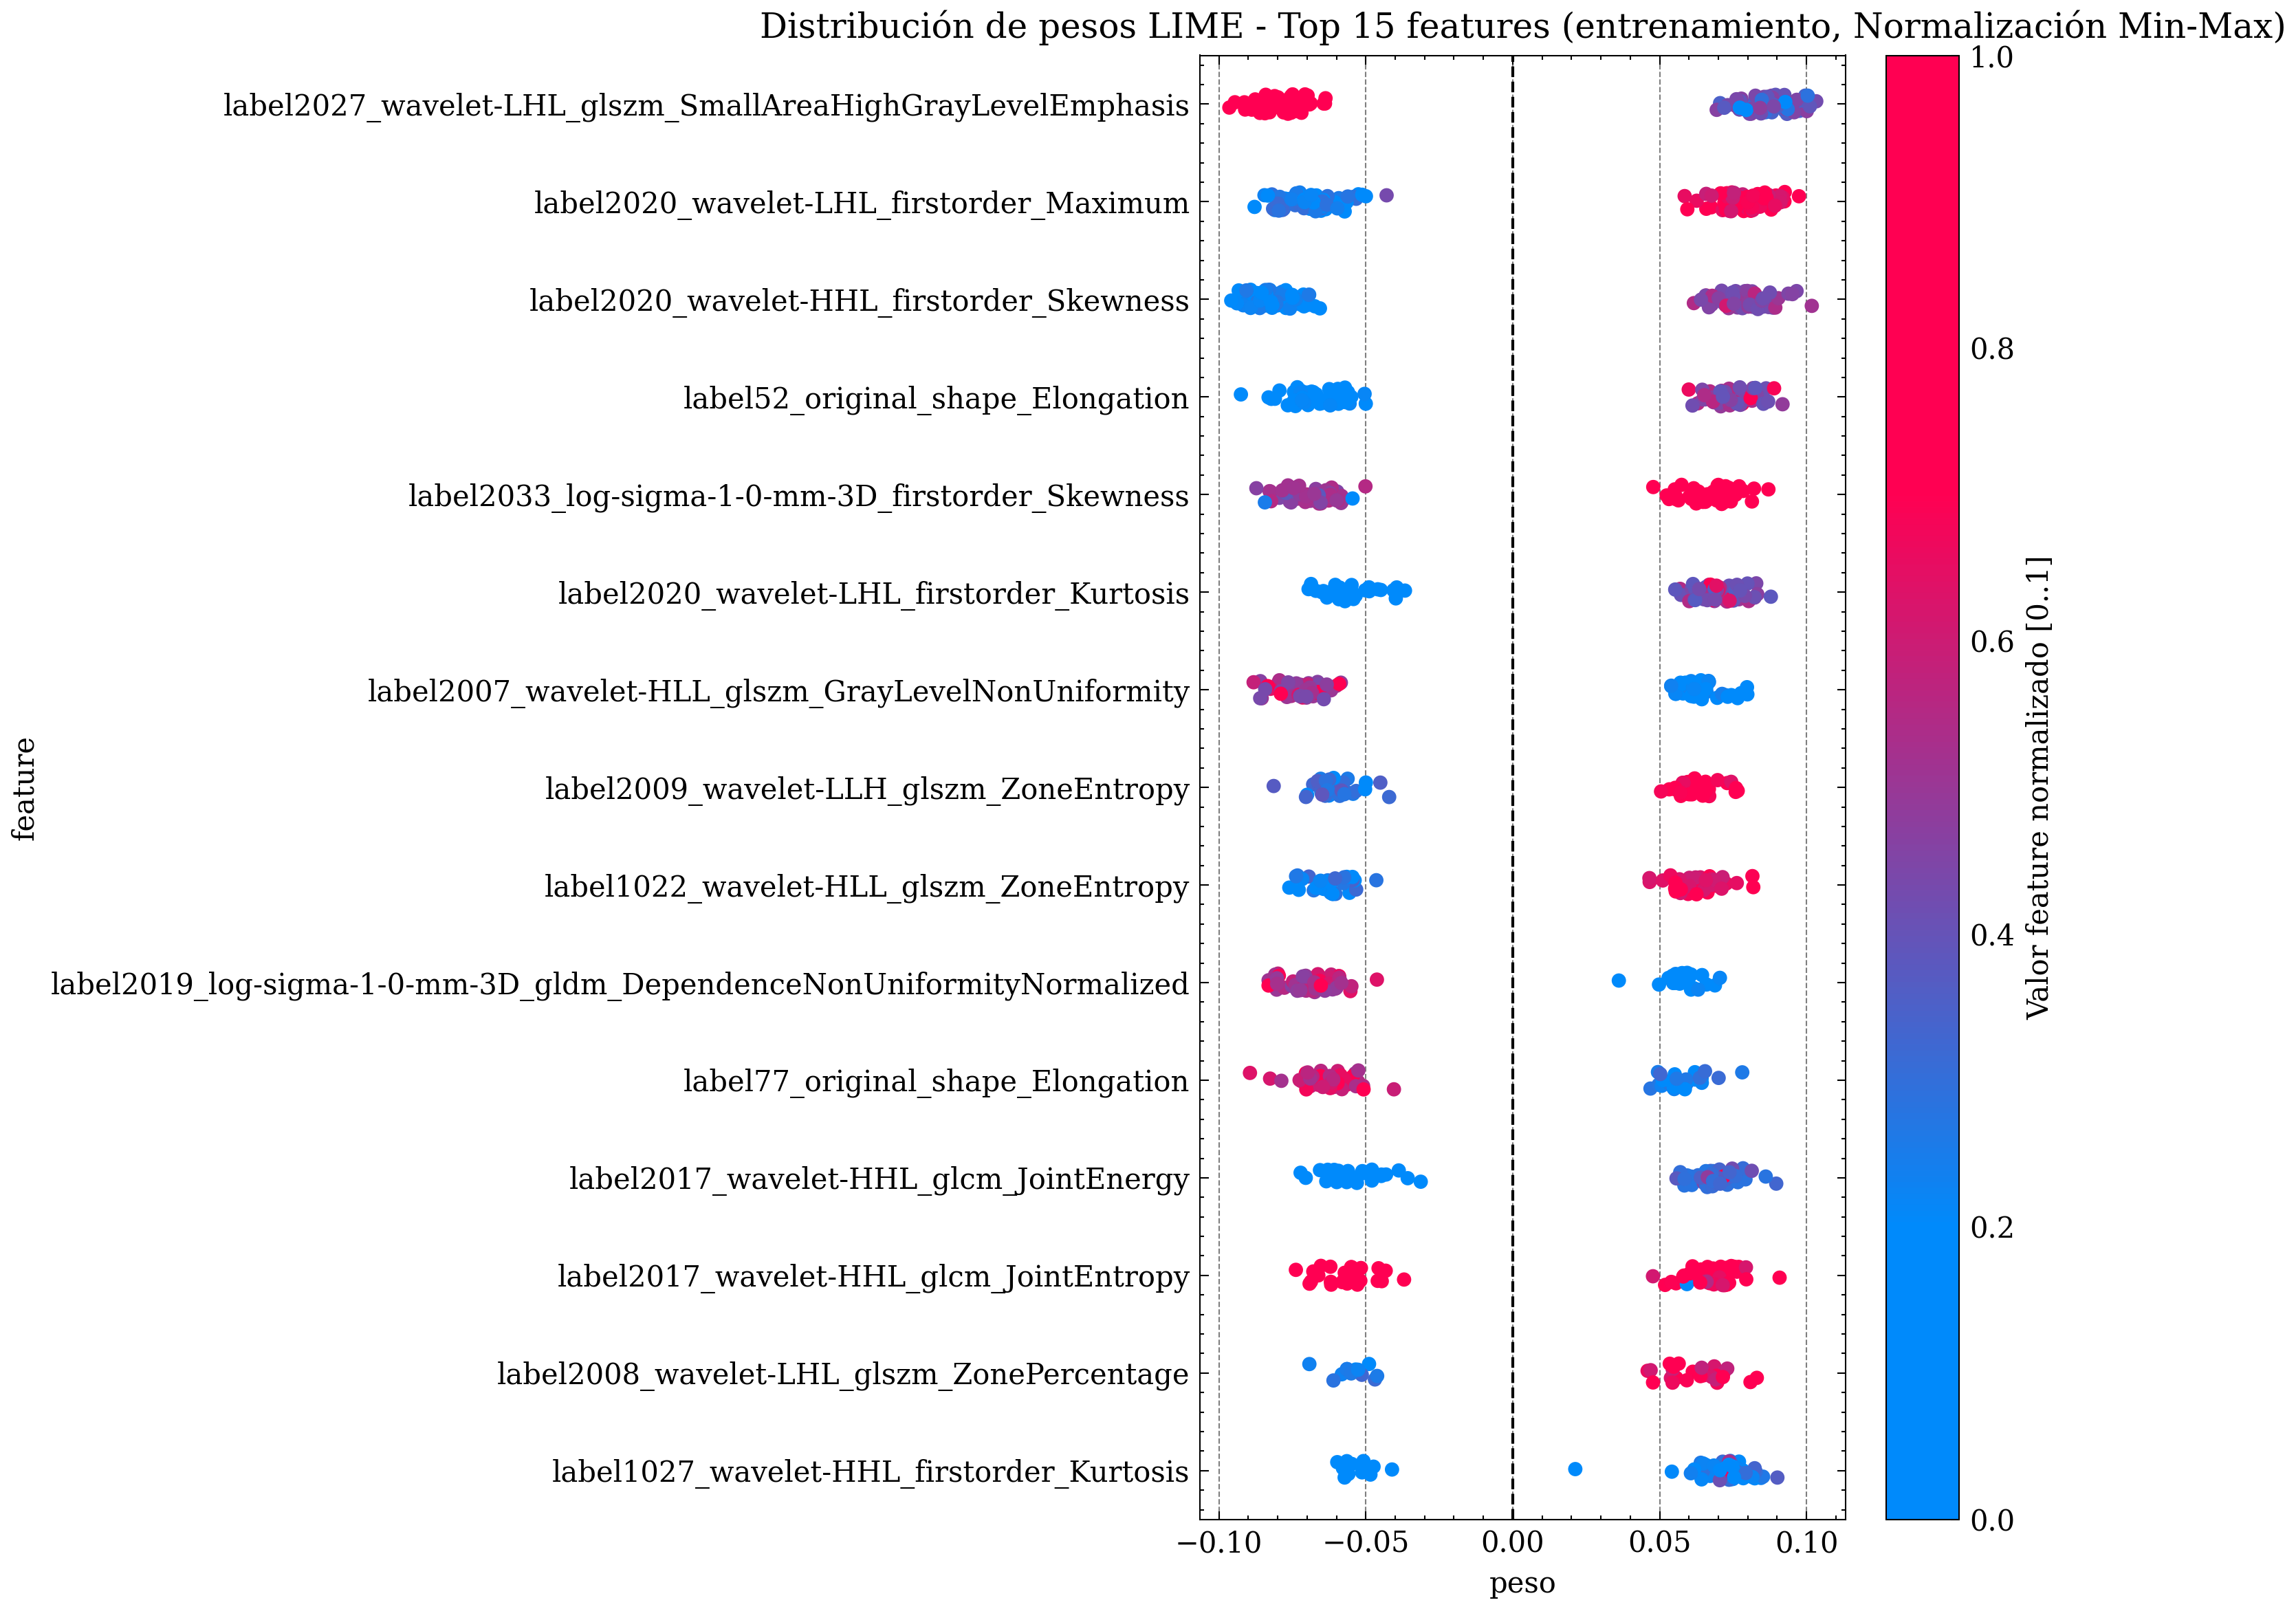 Distribución de pesos LIME - Top 15 features (entrenamiento, Normalización Min-Max)
label2027_wavelet-LHL_glszm_SmallAreaHighGrayLevelEmphasis
label2020_wavelet-LHL_firstorder_Maximum
label2020_wavelet-HHL_firstorder_Skewness
label52_original_shape_Elongation
label2033_log-sigma-1-0-mm-3D_firstorder_Skewness
label2020_wavelet-LHL_firstorder_Kurtosis
label2007_wavelet-HLL_glszm_GrayLevelNonUniformity
label2009_wavelet-LLH_glszm_ZoneEntropy
label1022_wavelet-HLL_glszm_ZoneEntropy
label2019_log-sigma-1-0-mm-3D_gldm_DependenceNonUniformityNormalized
label77_original_shape_Elongation
label2017_wavelet-HHL_glcm_JointEnergy
label2017_wavelet-HHL_glcm_JointEntropy
label2008_wavelet-LHL_glszm_ZonePercentage
label1027_wavelet-HHL_firstorder_Kurtosis
feature
−0.10 −0.05 0.00 0.05 0.10
peso
1.0
0.8
0.6
0.4
0.2
0.0
Valor feature normalizado [0..1]